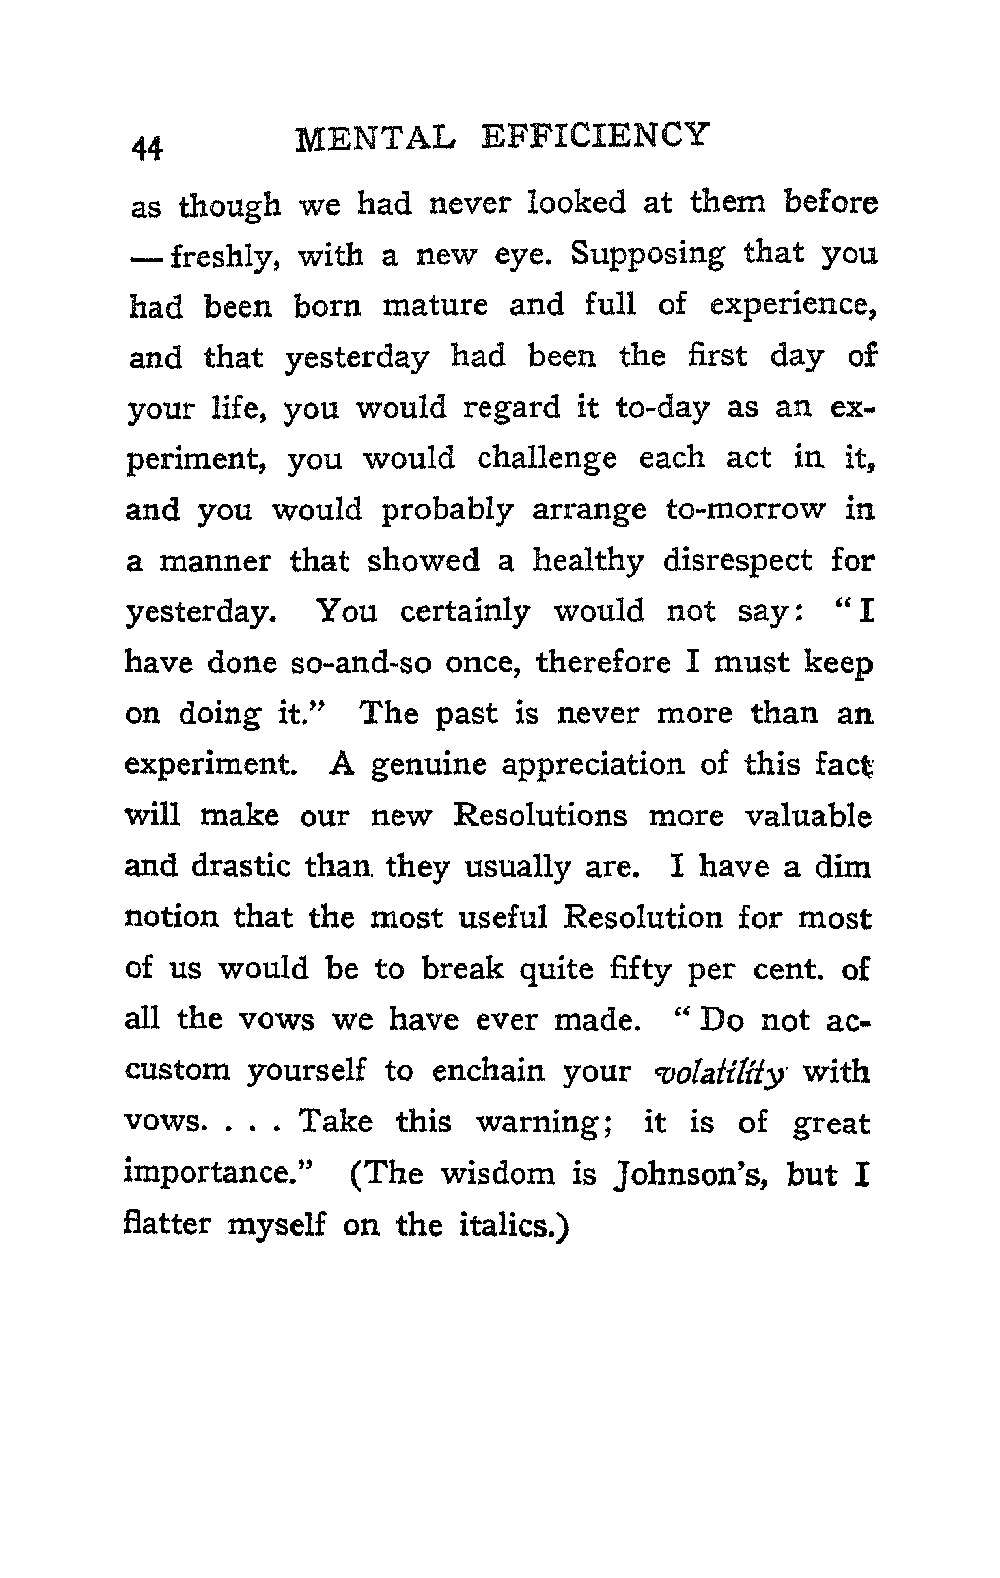 44 MENTAL EFFICIENCY
as though we had never looked at them before
— freshly, with a new eye. Supposing that you
had been born mature and full of experience,
and that yesterday had been the first day of
your life, you would regard it to-day as an ex-
periment, you would challenge each act in it,
and you would probably arrange to-morrow in
a manner that showed a healthy disrespect for
yesterday. You certainly would not say: “I
have done so-and-so once, therefore I must keep
on doing it.” The past is never more than an
experiment. A genuine appreciation of this fact
will make our new Resolutions more valuable
and drastic than they usually are. I have a dim
notion that the most useful Resolution for most
of us would be to break quite fifty per cent. of
all the vows we have ever made. “Do not ac-
custom yourself to enchain your volatility with
vows. . . . Take this warning; it is of great
importance.” (The wisdom is Johnson’s, but I
flatter myself on the italics.)